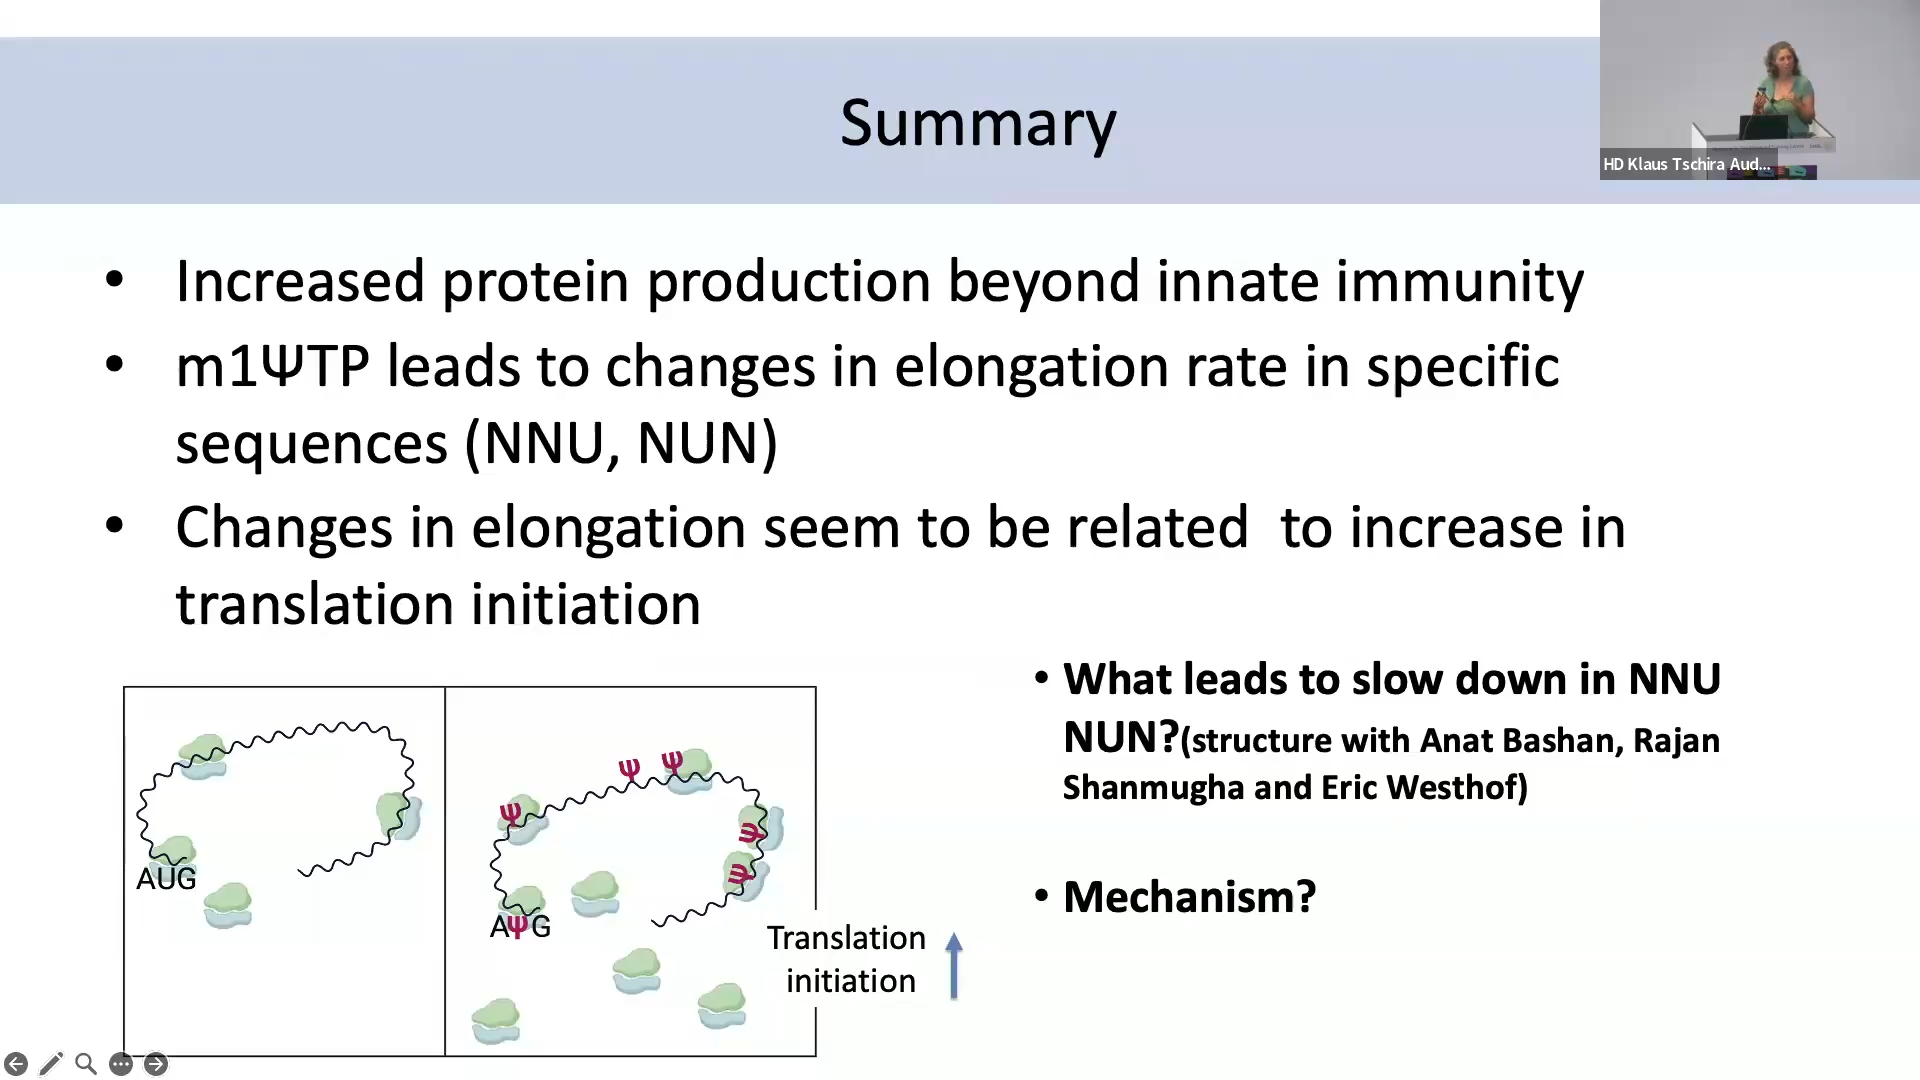 Summary
HD Klaus Tschira Aud...
• Increased protein production beyond innate immunity
• m1ΨTP leads to changes in elongation rate in specific
sequences (NNU, NUN)
• Changes in elongation seem to be related  to increase in
translation initiation
AUG
Ψ Ψ
Ψ
Ψ
Ψ
AΨG
Translation
initiation
• What leads to slow down in NNU
NUN?(structure with Anat Bashan, Rajan
Shanmugha and Eric Westhof)
• Mechanism?